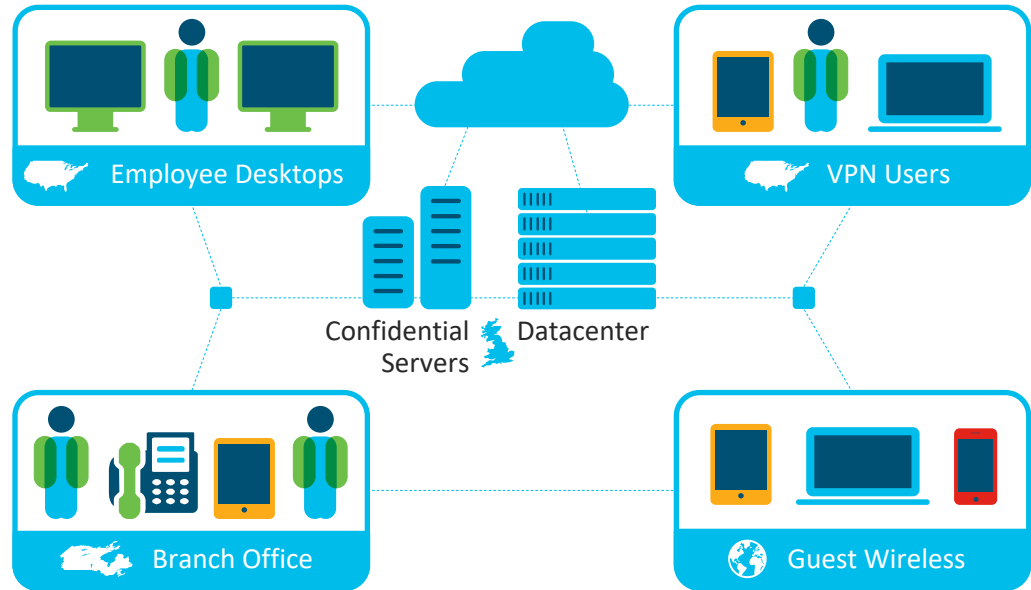 Employee Desktops
VPN Users
Confidential
Servers
Datacenter
Branch Office
Guest Wireless